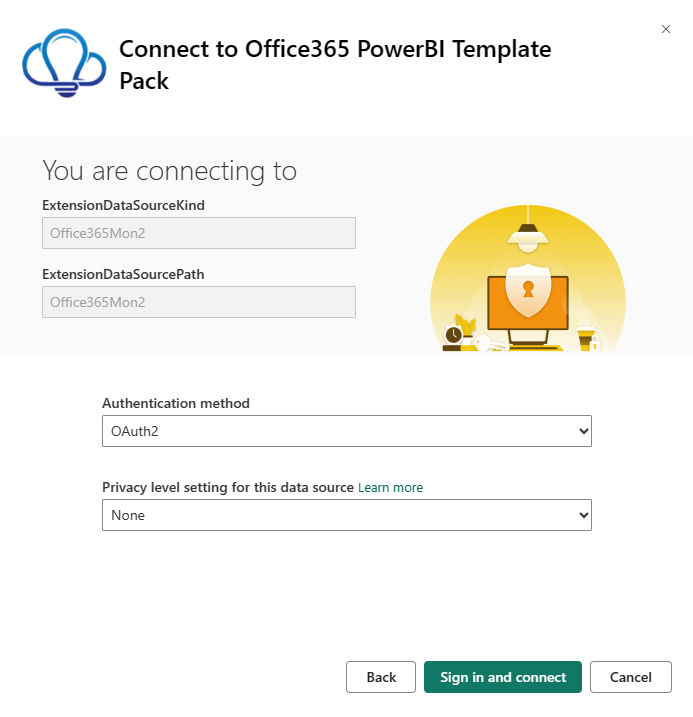 Connect to Office365 PowerBI Template
Pack
You are connecting to
ExtensionDataSourceKind
Office365Mon2
ExtensionDataSourcePath
Office365Mon2
Authentication method
OAuth2
Privacy level setting for this data source Learn more
None
Back Sign in and connect Cancel